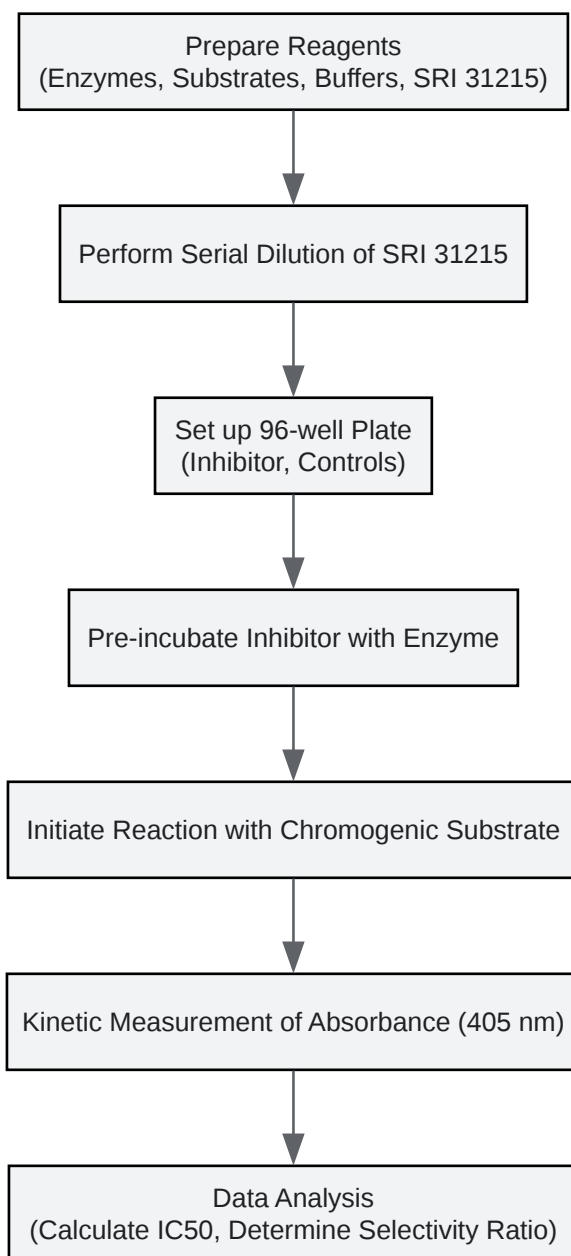 Prepare Reagents
(Enzymes, Substrates, Buffers, SRI 31215)
Perform Serial Dilution of SRI 31215
Set up 96-well Plate
(Inhibitor, Controls)
Pre-incubate Inhibitor with Enzyme
Initiate Reaction with Chromogenic Substrate
Kinetic Measurement of Absorbance (405 nm)
Data Analysis
(Calculate IC50, Determine Selectivity Ratio)